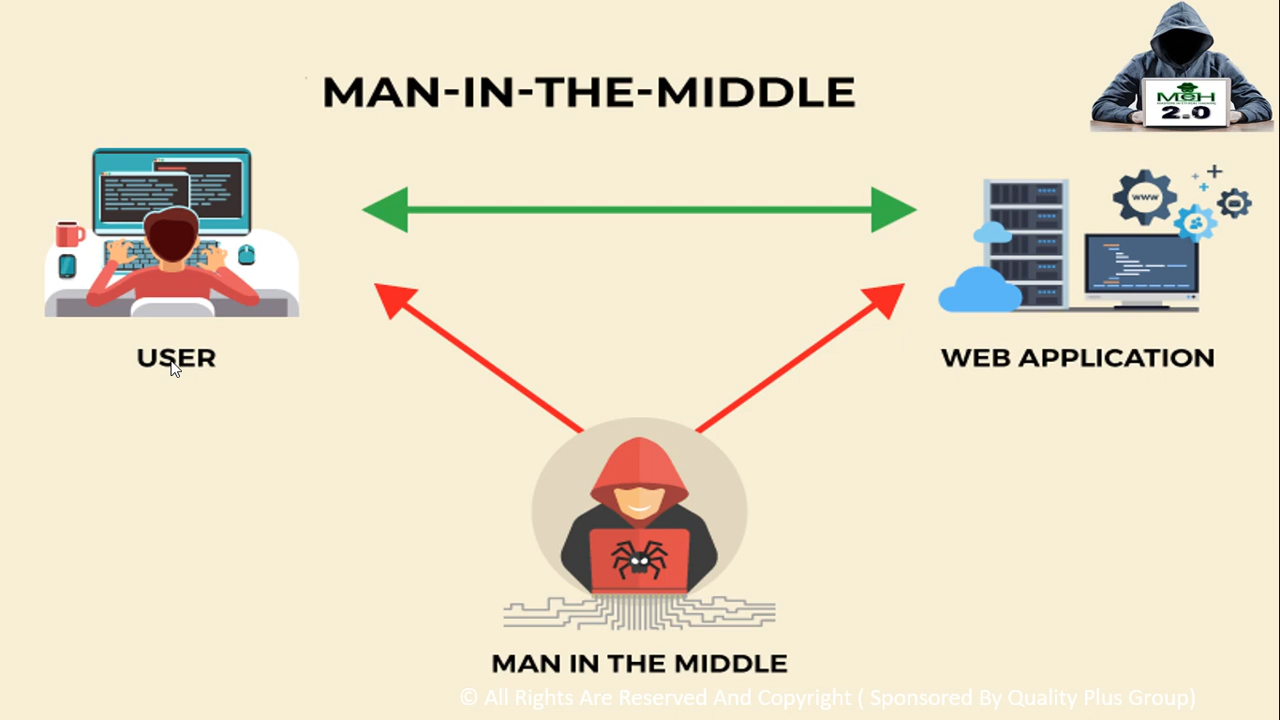 MAN-IN-THE-MIDDLE
MeH
2.0
WWW
USER
WEB APPLICATION
MAN IN THE MIDDLE
© All Rights Are Reserved And Copyright ( Sponsored By Quality Plus Group)